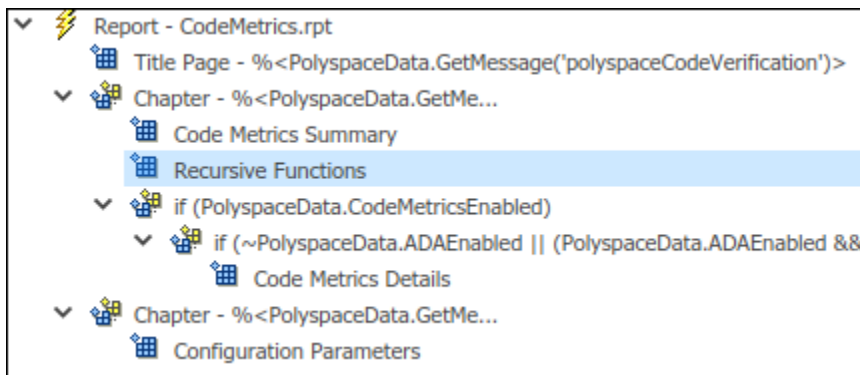 Report - CodeMetrics.rpt
Title Page - %<PolyspaceData.GetMessage('polyspaceCodeVerification')>
Chapter - %<PolyspaceData.GetMe...
Code Metrics Summary
Recursive Functions
if (PolyspaceData.CodeMetricsEnabled)
if (~PolyspaceData.ADAEnabled || (PolyspaceData.ADAEnabled &&
Code Metrics Details
Chapter - %<PolyspaceData.GetMe...
Configuration Parameters